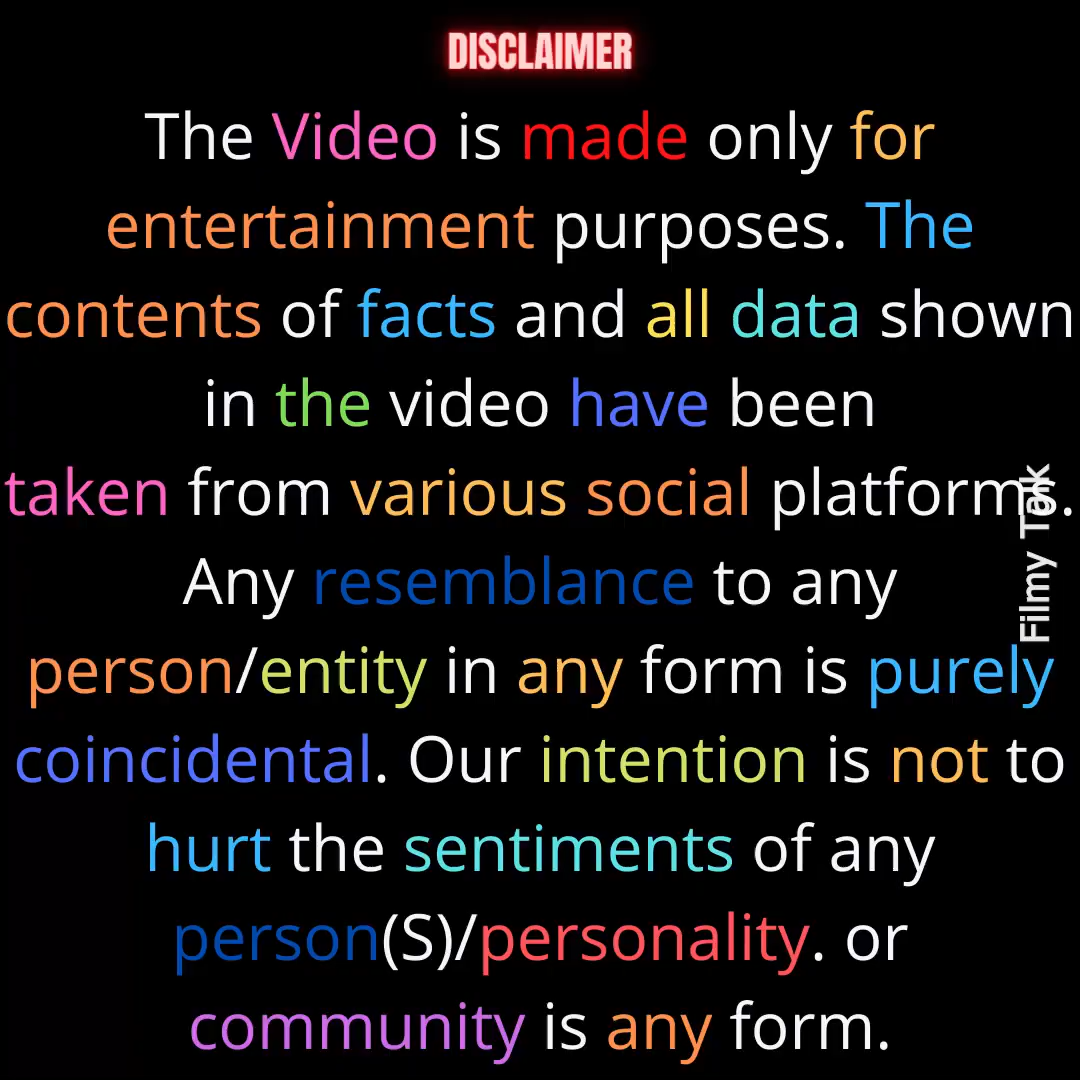 DISCLAIMER
The Video is made only for
entertainment purposes. The
contents of facts and all data shown
in the video have been
taken from various social platforms.
Any resemblance to any
person/entity in any form is purely
coincidental. Our intention is not to
hurt the sentiments of any
person(S)/personality. or
community is any form.
Filmy Talk